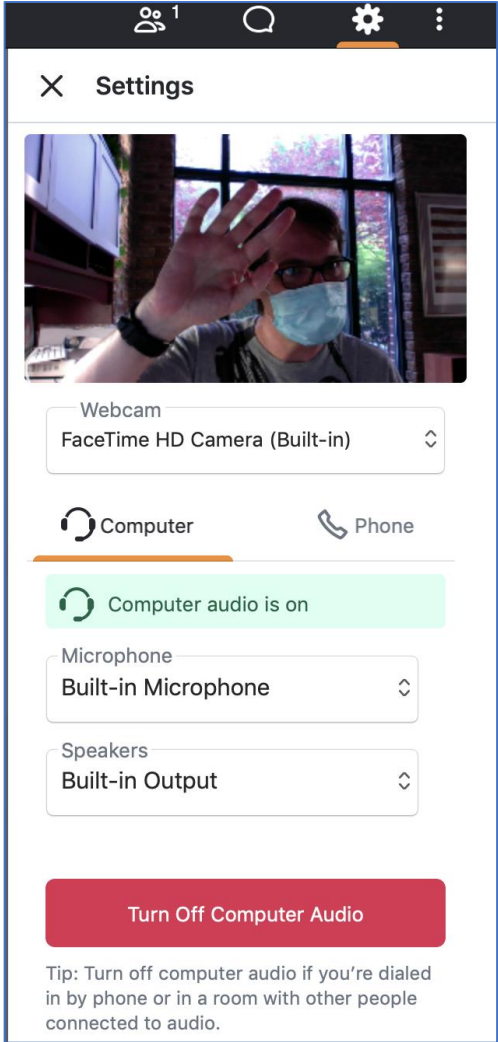 1
Settings
Webcam
FaceTime HD Camera (Built-in)
Computer
Phone
Computer audio is on
Microphone
Built-in Microphone
Speakers
Built-in Output
Turn Off Computer Audio
Tip: Turn off computer audio if you’re dialed
in by phone or in a room with other people
connected to audio.